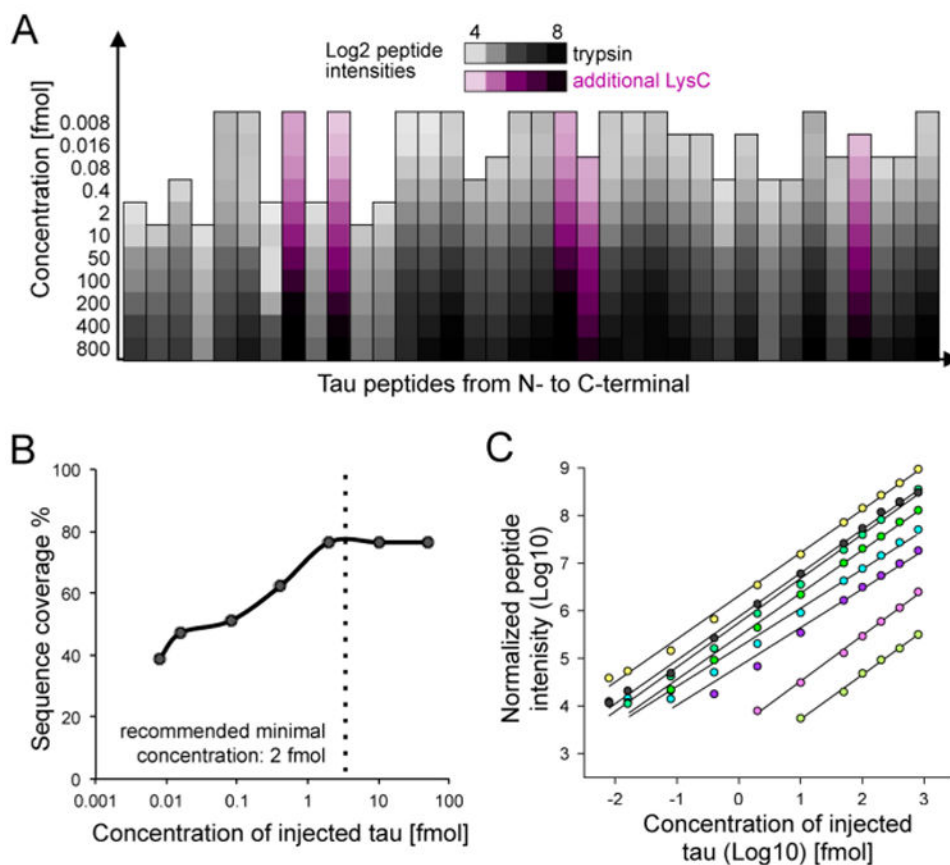 A
4 8
Log2 peptide
intensities
trypsin
additional LysC
Concentration [fmol]
0.008
0.016
0.08
0.4
2
10
50
100
200
400
800
Tau peptides from N- to C-terminal
B
Sequence coverage %
100
80
60
40
20
0
recommended minimal
concentration: 2 fmol
0.001 0.01 0.1 1 10 100
Concentration of injected tau [fmol]
C
Normalized peptide
intenisity (Log10)
9
8
7
6
5
4
3
-2 -1 0 1 2 3
Concentration of injected
tau (Log10) [fmol]